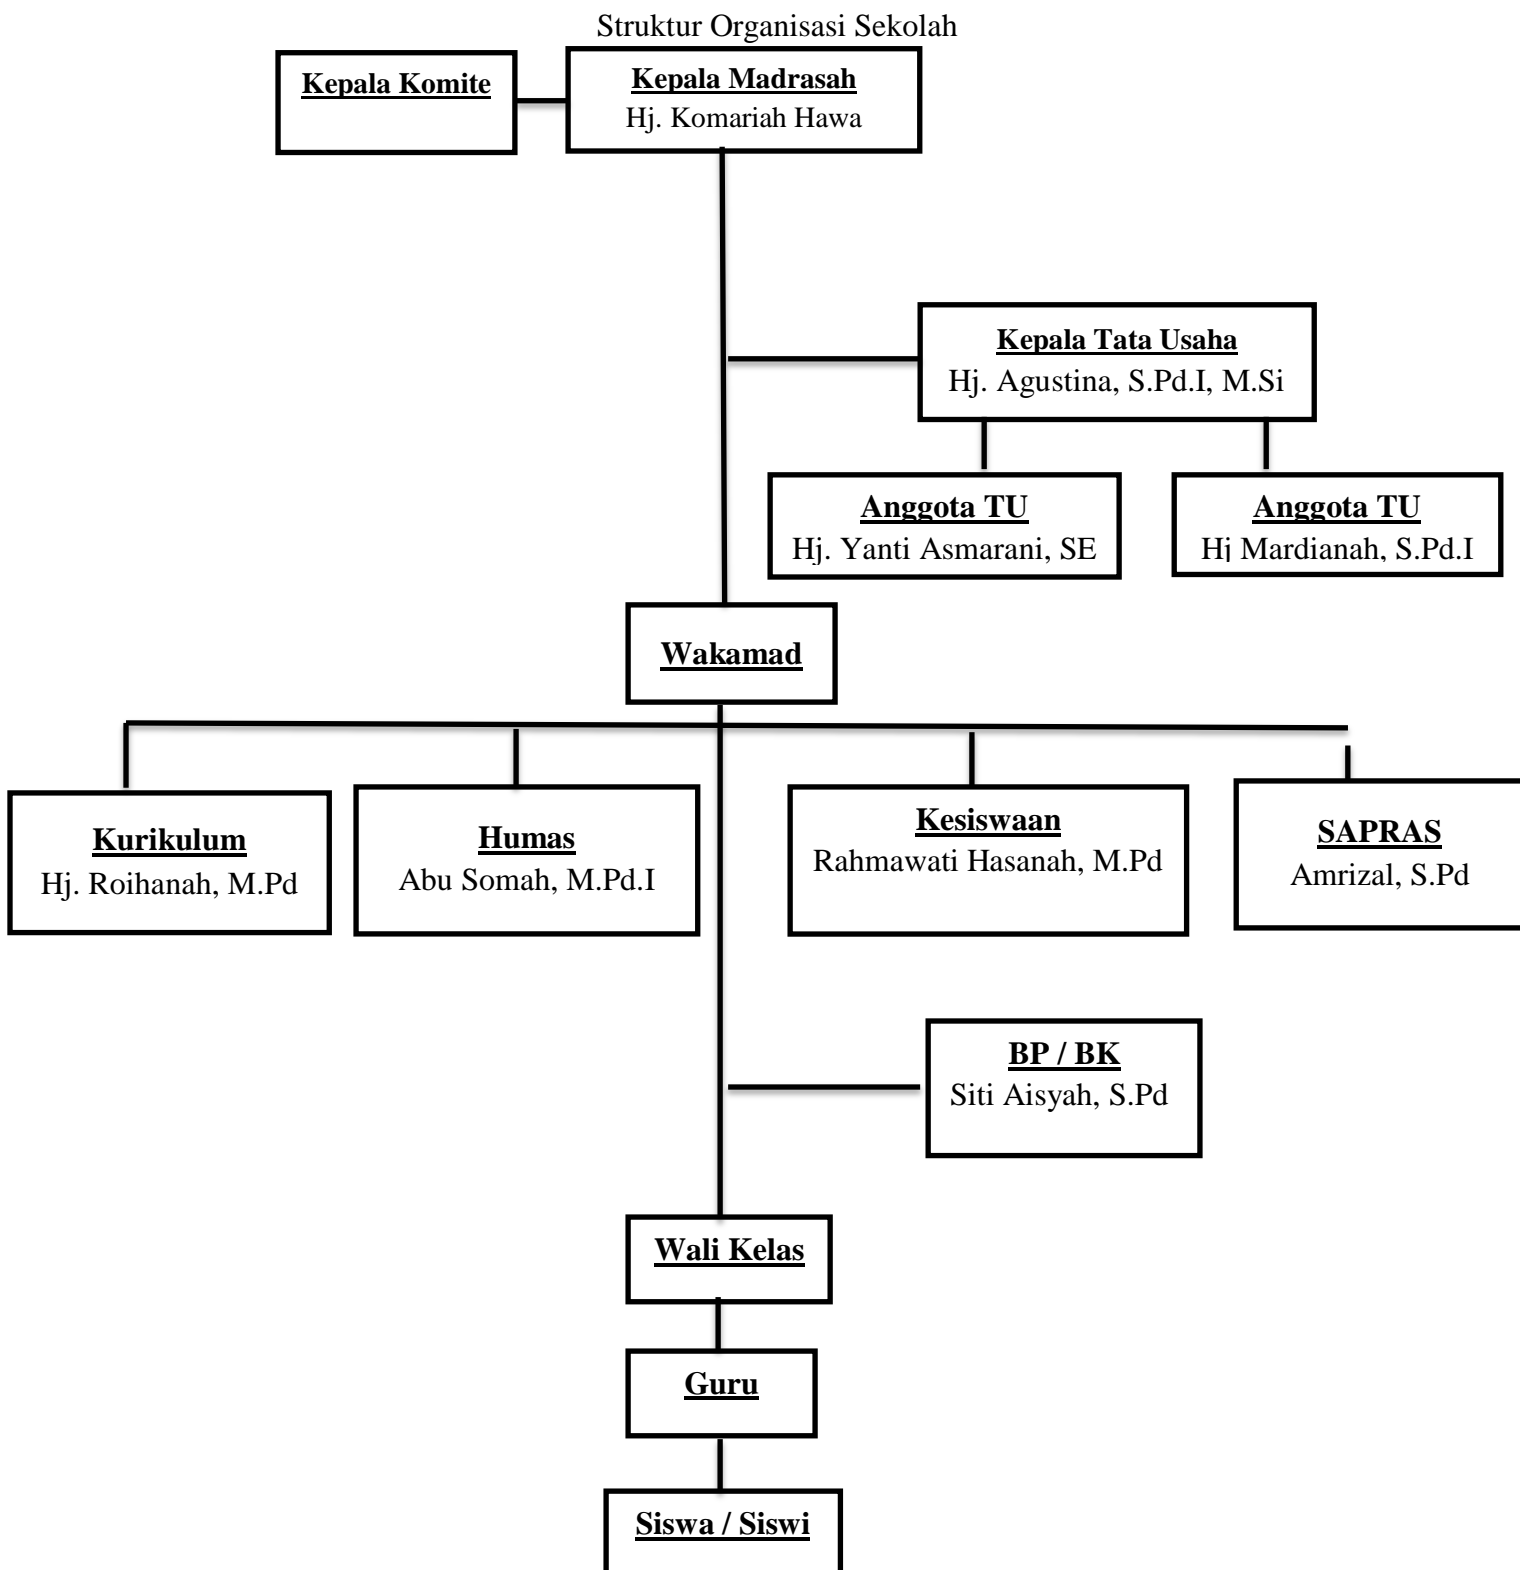 Struktur Organisasi Sekolah
Kepala Komite
Kepala Madrasah
Hj. Komariah Hawa
Kepala Tata Usaha
Hj. Agustina, S.Pd.I, M.Si
Anggota TU
Hj. Yanti Asmarani, SE
Anggota TU
Hj Mardianah, S.Pd.I
Wakamad
Kurikulum
Hj. Roihanah, M.Pd
Humas
Abu Somah, M.Pd.I
Kesiswaan
Rahmawati Hasanah, M.Pd
SAPRAS
Amrizal, S.Pd
BP / BK
Siti Aisyah, S.Pd
Wali Kelas
Guru
Siswa / Siswi